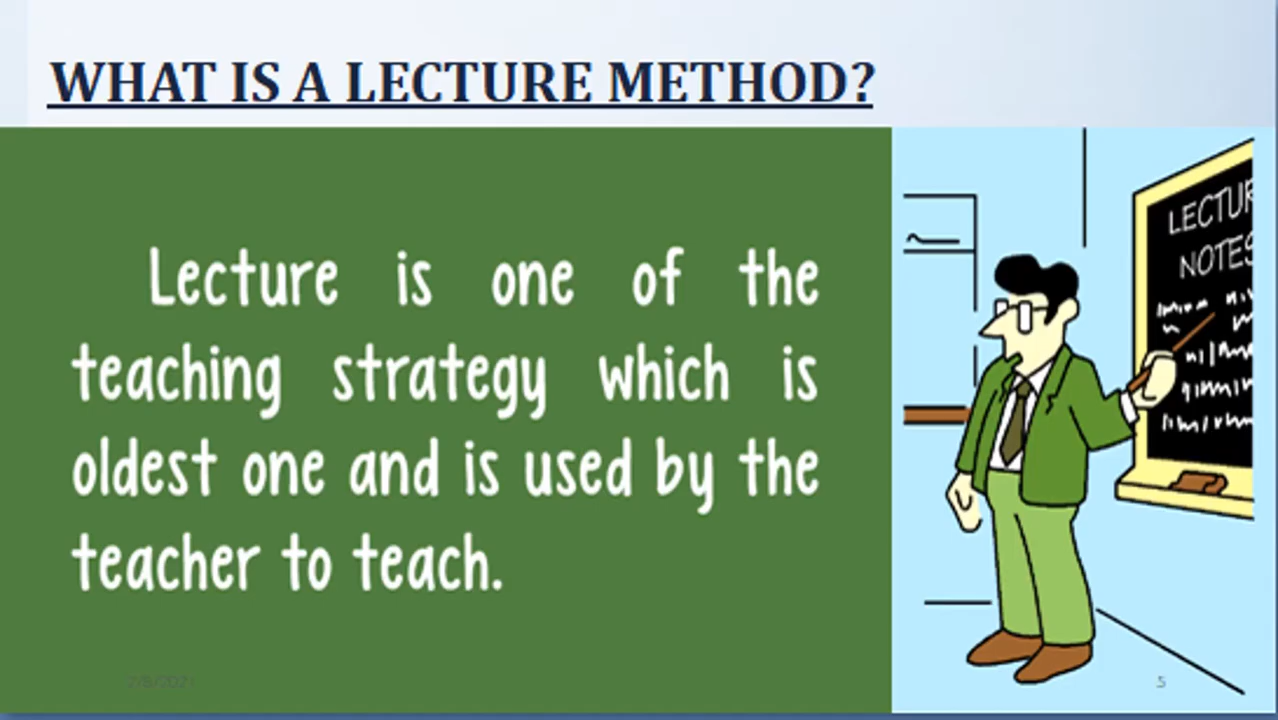 WHAT IS A LECTURE METHOD?
Lecture is one of the
teaching strategy which is
oldest one and is used by the
teacher to teach.
LECTUR
NOTES
5